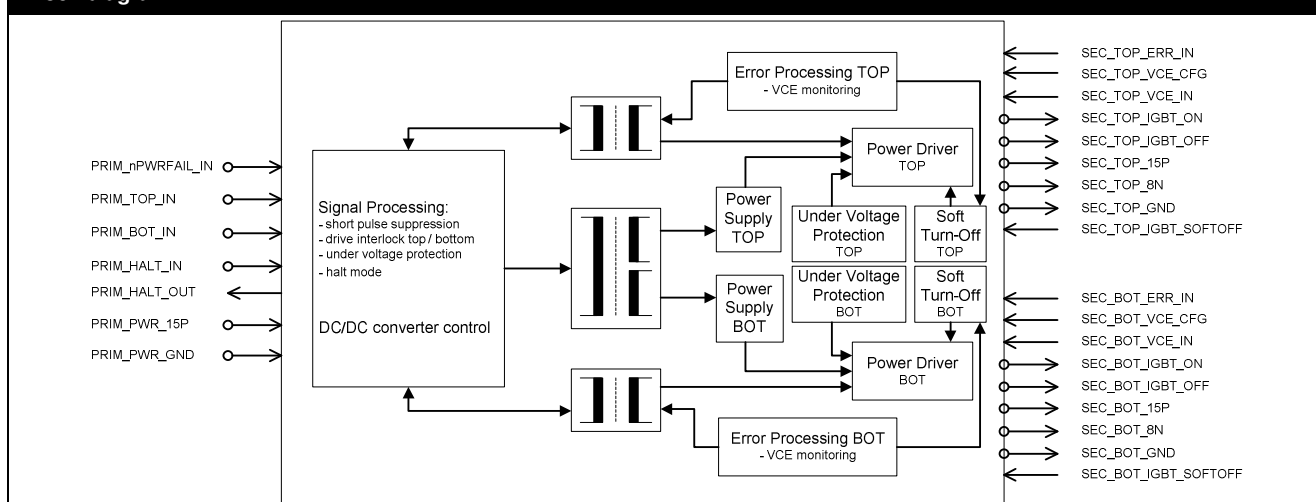 PRIM_nPWRFAIL_IN
PRIM_TOP_IN
PRIM_BOT_IN
PRIM_HALT_IN
PRIM_HALT_OUT
PRIM_PWR_15P
PRIM_PWR_GND
Signal Processing:
- short pulse suppression
- drive interlock top / bottom
- under voltage protection
- halt mode
DC/DC converter control
Error Processing TOP
- VCE monitoring
Power Driver
TOP
Power
Supply
TOP
Under Voltage
Protection
TOP
Soft
Turn-Off
TOP
Power
Supply
BOT
Under Voltage
Protection
BOT
Soft
Turn-Off
BOT
Power Driver
BOT
Error Processing BOT
- VCE monitoring
SEC_TOP_ERR_IN
SEC_TOP_VCE_CFG
SEC_TOP_VCE_IN
SEC_TOP_IGBT_ON
SEC_TOP_IGBT_OFF
SEC_TOP_15P
SEC_TOP_8N
SEC_TOP_GND
SEC_TOP_IGBT_SOFTOFF
SEC_BOT_ERR_IN
SEC_BOT_VCE_CFG
SEC_BOT_VCE_IN
SEC_BOT_IGBT_ON
SEC_BOT_IGBT_OFF
SEC_BOT_15P
SEC_BOT_8N
SEC_BOT_GND
SEC_BOT_IGBT_SOFTOFF